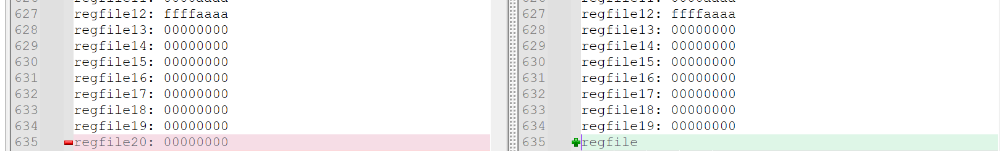 627 regfile12: ffffaaaa
628 regfile13: 00000000
629 regfile14: 00000000
630 regfile15: 00000000
631 regfile16: 00000000
632 regfile17: 00000000
633 regfile18: 00000000
634 regfile19: 00000000
635 regfile20: 00000000
627 regfile12: ffffaaaa
628 regfile13: 00000000
629 regfile14: 00000000
630 regfile15: 00000000
631 regfile16: 00000000
632 regfile17: 00000000
633 regfile18: 00000000
634 regfile19: 00000000
635 regfile